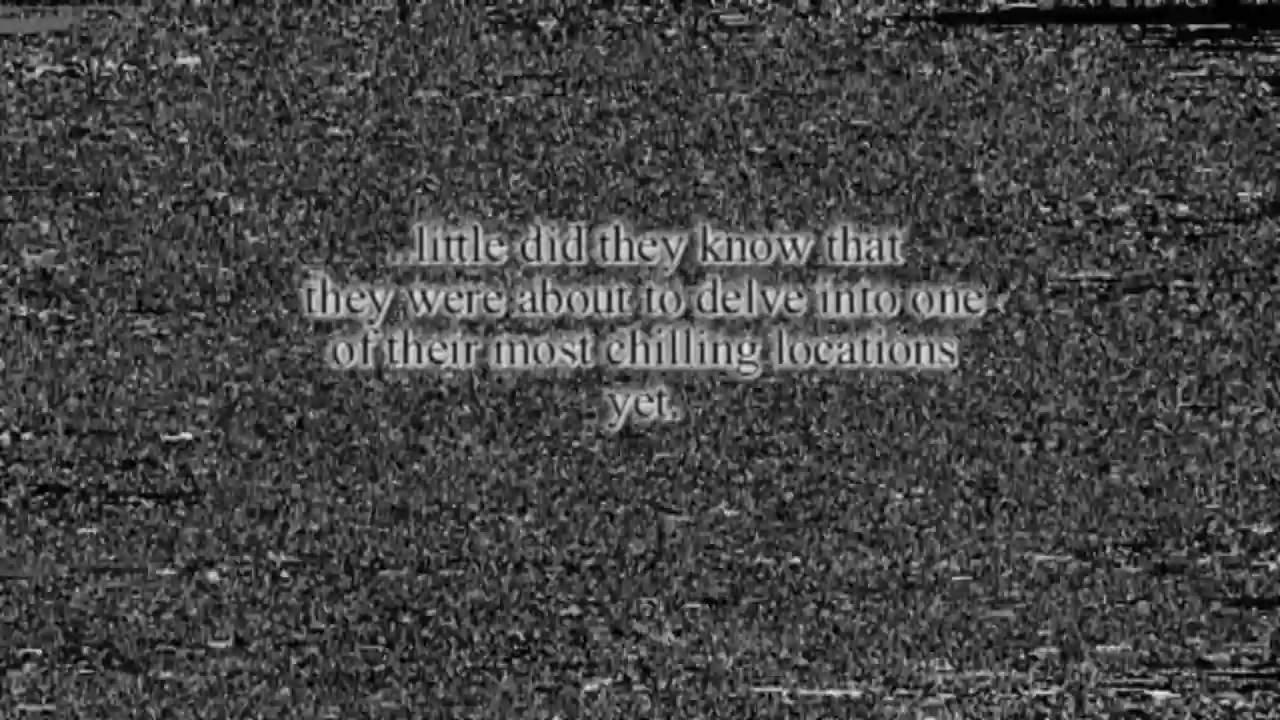 ...little did they know that
they were about to delve into one
of their most chilling locations
yet.